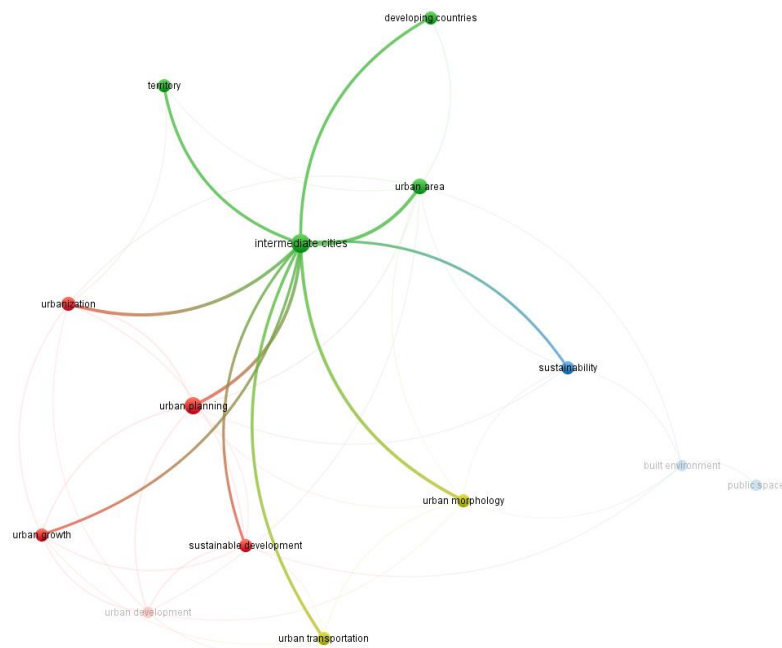 developing countries
territory
urban area
intermediate cities
urbanization
sustainability
urban planning
built environment
public space
urban morphology
urban growth
sustainable development
urban development
urban transportation